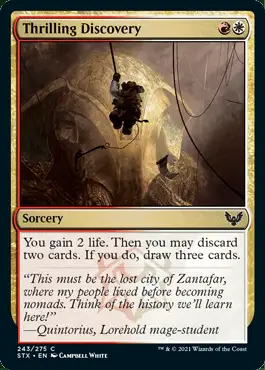 Thrilling Discovery
Sorcery
You gain 2 life. Then you may discard
two cards. If you do, draw three cards.
"This must be the lost city of Zantafar,
where my people lived before becoming
nomads. Think of the history we'll learn
here!"
—Quintorius, Lorehold mage-student
243/275 C
STX • EN CAMPBELL WHITE
™ & © 2021 Wizards of the Coast